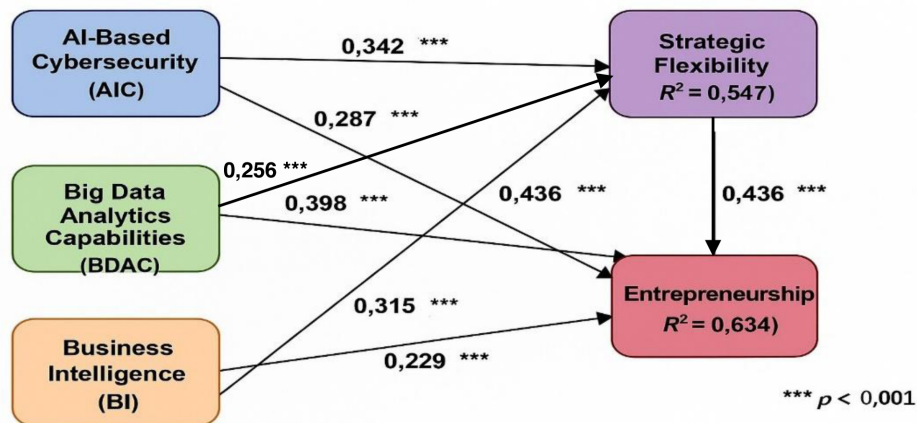 AI-Based
Cybersecurity
(AIC)
0,342 ***
Strategic
Flexibility
R² = 0,547)
0,287 ***
0,256 ***
Big Data
Analytics
Capabilities
(BDAC)
0,398 ***
0,436 ***
0,436 ***
Entrepreneurship
R² = 0,634)
0,315 ***
Business
Intelligence
(BI)
0,229 ***
*** p < 0,001